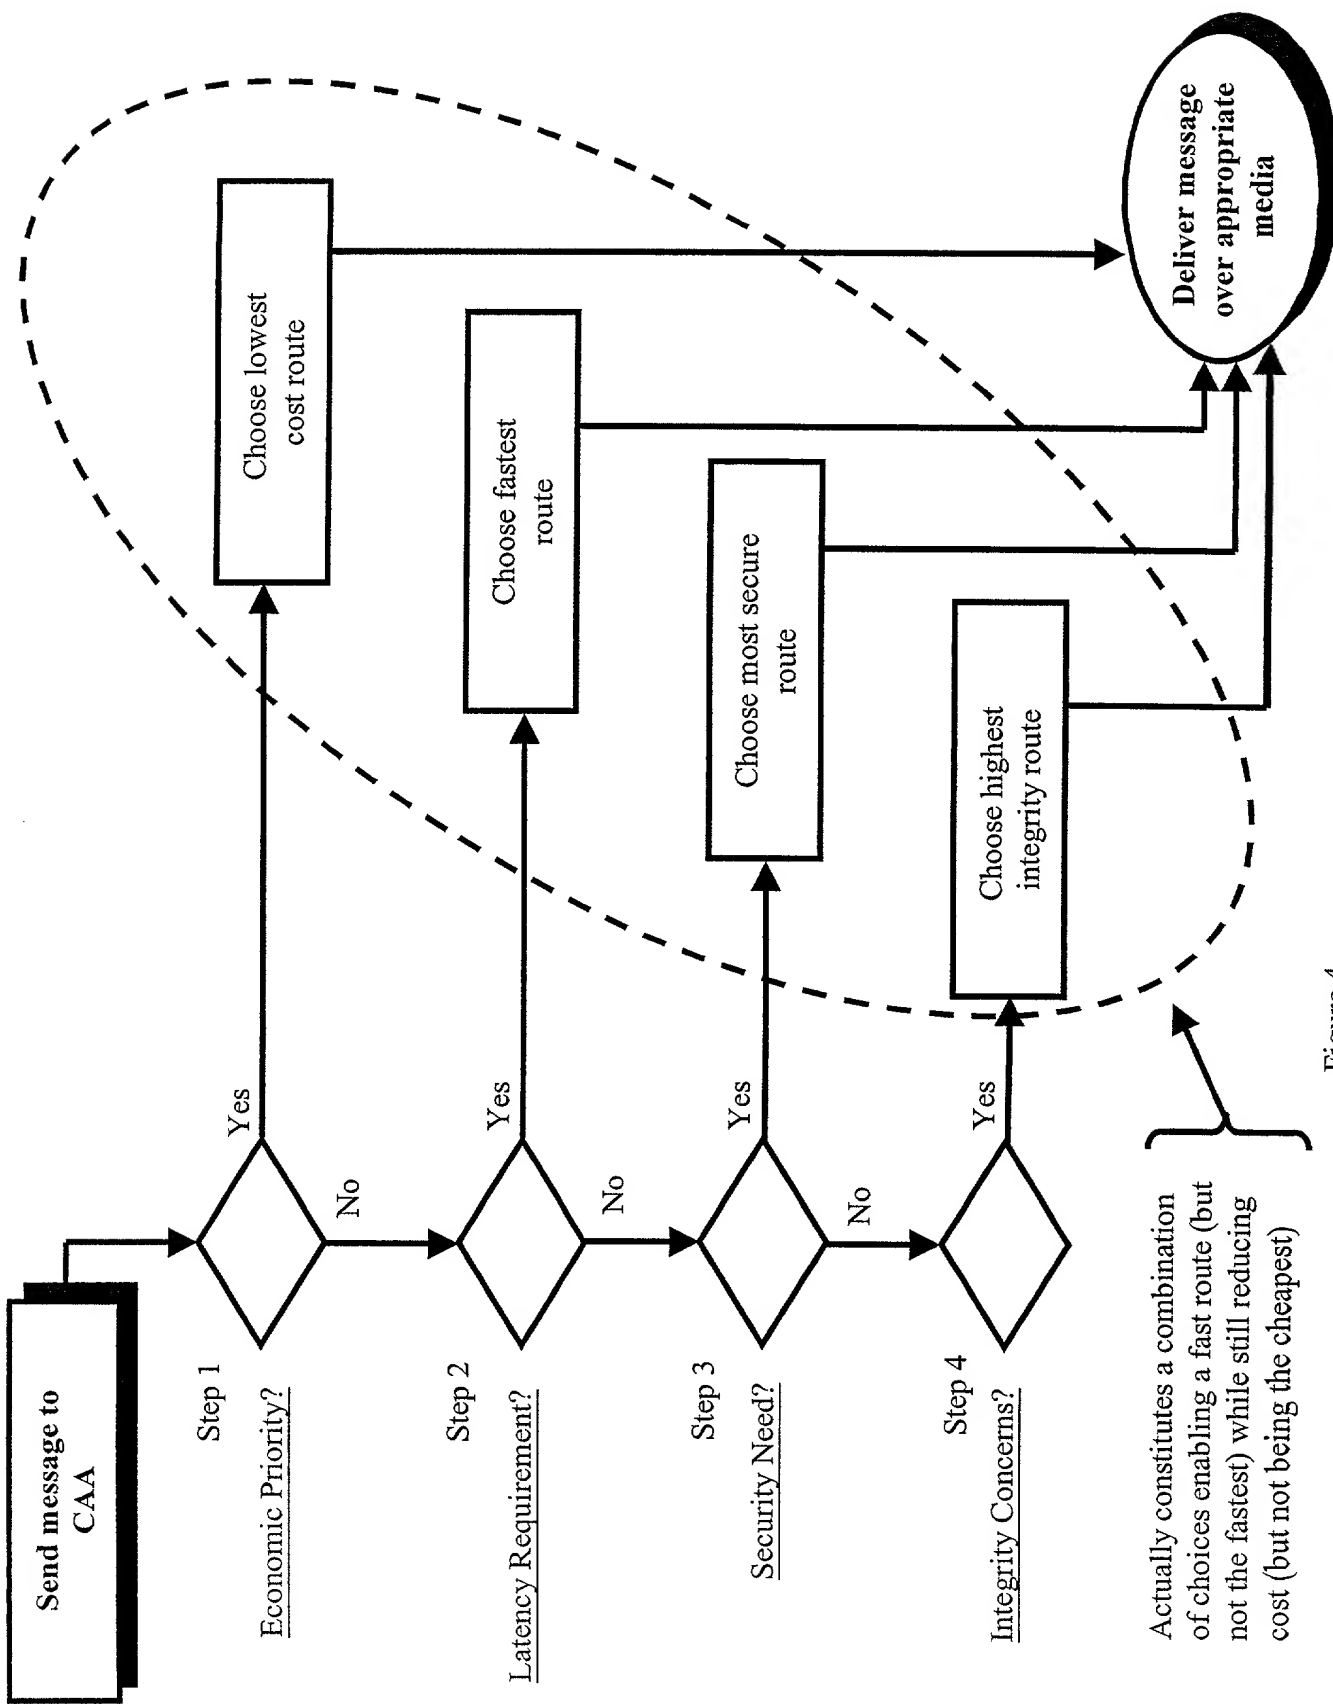 Send message to
CAA
Step 1
Economic Priority?
Yes
No
Choose lowest
cost route
Step 2
Latency Requirement?
Yes
No
Choose fastest
route
Step 3
Security Need?
Yes
No
Choose most secure
route
Step 4
Integrity Concerns?
Yes
Choose highest
integrity route
Deliver message
over appropriate
media
Actually constitutes a combination
of choices enabling a fast route (but
not the fastest) while still reducing
cost (but not being the cheapest)
Figure 4